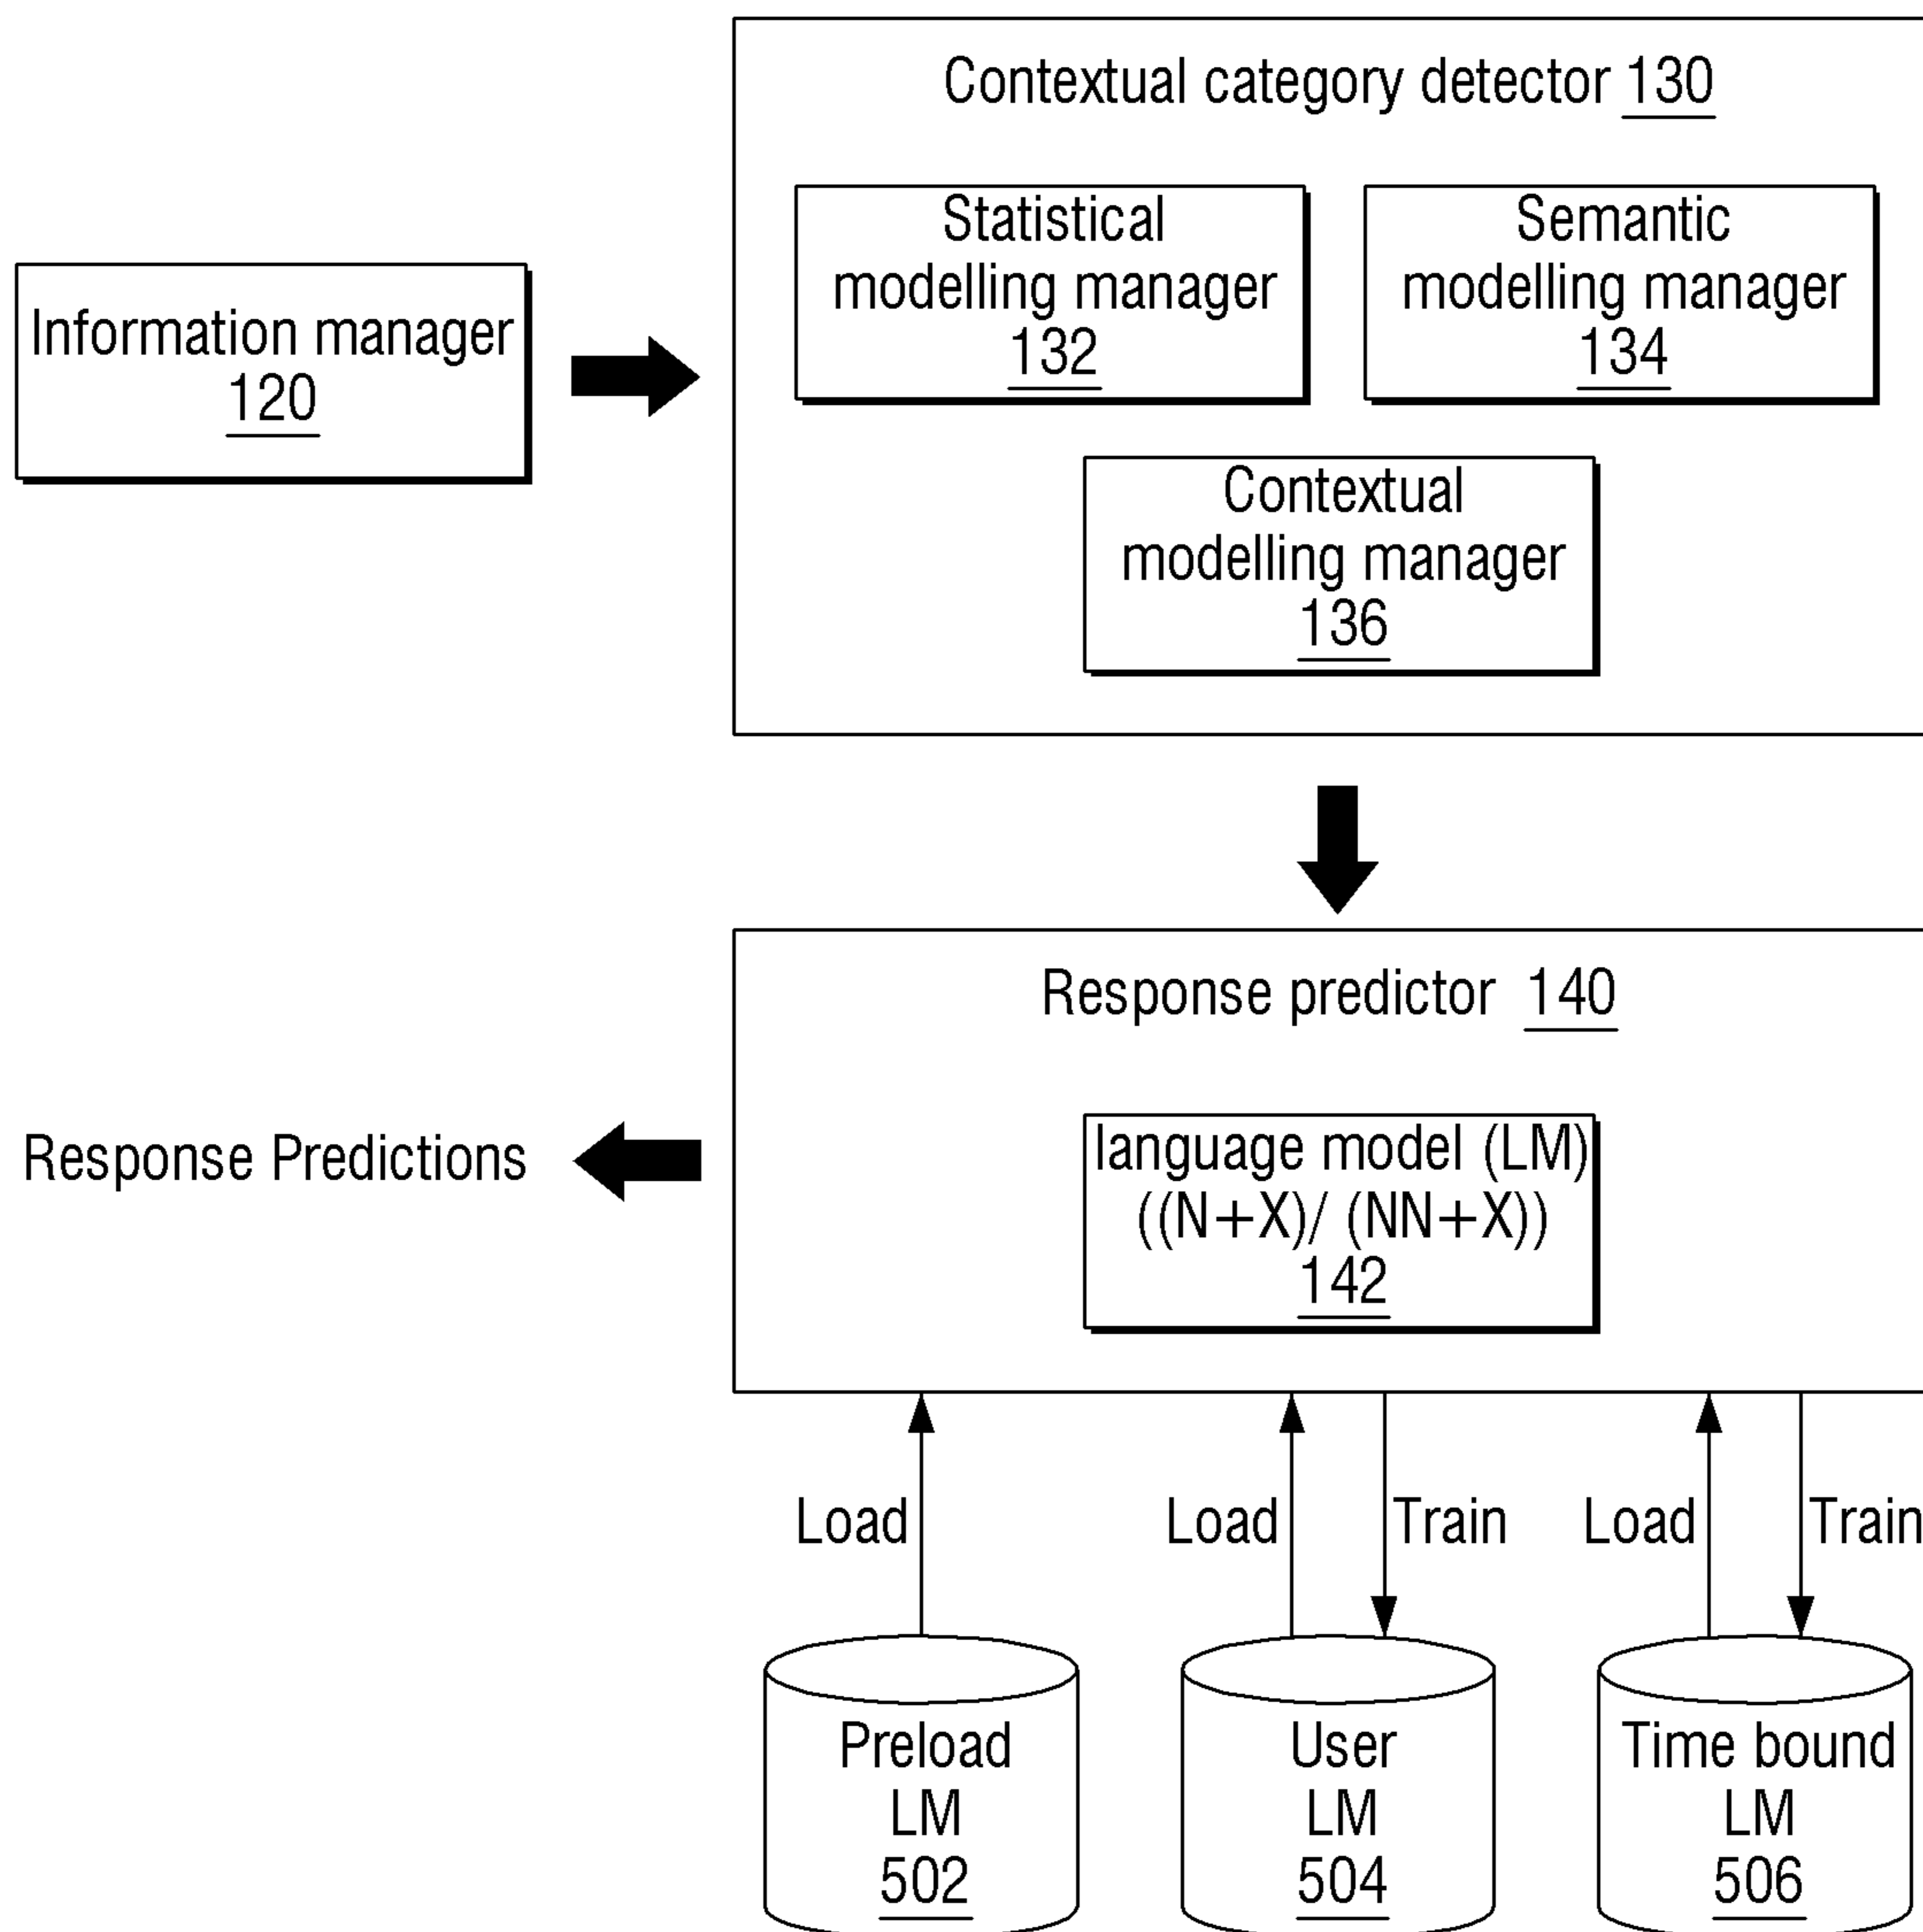 Contextual category detector 130
Statistical
modelling manager
132
Semantic
modelling manager
134
Information manager
120
Contextual
modelling manager
136
Response predictor 140
language model (LM)
((N+X)/ (NN+X))
142
Response Predictions
Load
Load
Train
Load
Train
Preload
LM
502
User
LM
504
Time bound
LM
506